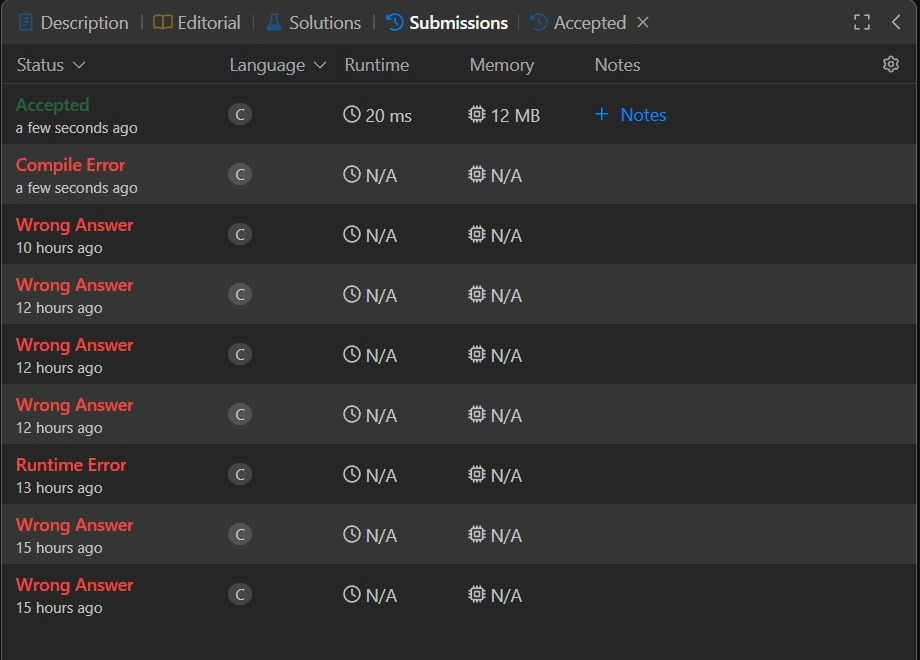 Description Editorial Solutions Submissions Accepted
Status Language Runtime Memory Notes
Accepted
a few seconds ago
C 20 ms 12 MB + Notes
Compile Error
a few seconds ago
C N/A N/A
Wrong Answer
10 hours ago
C N/A N/A
Wrong Answer
12 hours ago
C N/A N/A
Wrong Answer
12 hours ago
C N/A N/A
Wrong Answer
12 hours ago
C N/A N/A
Runtime Error
13 hours ago
C N/A N/A
Wrong Answer
15 hours ago
C N/A N/A
Wrong Answer
15 hours ago
C N/A N/A